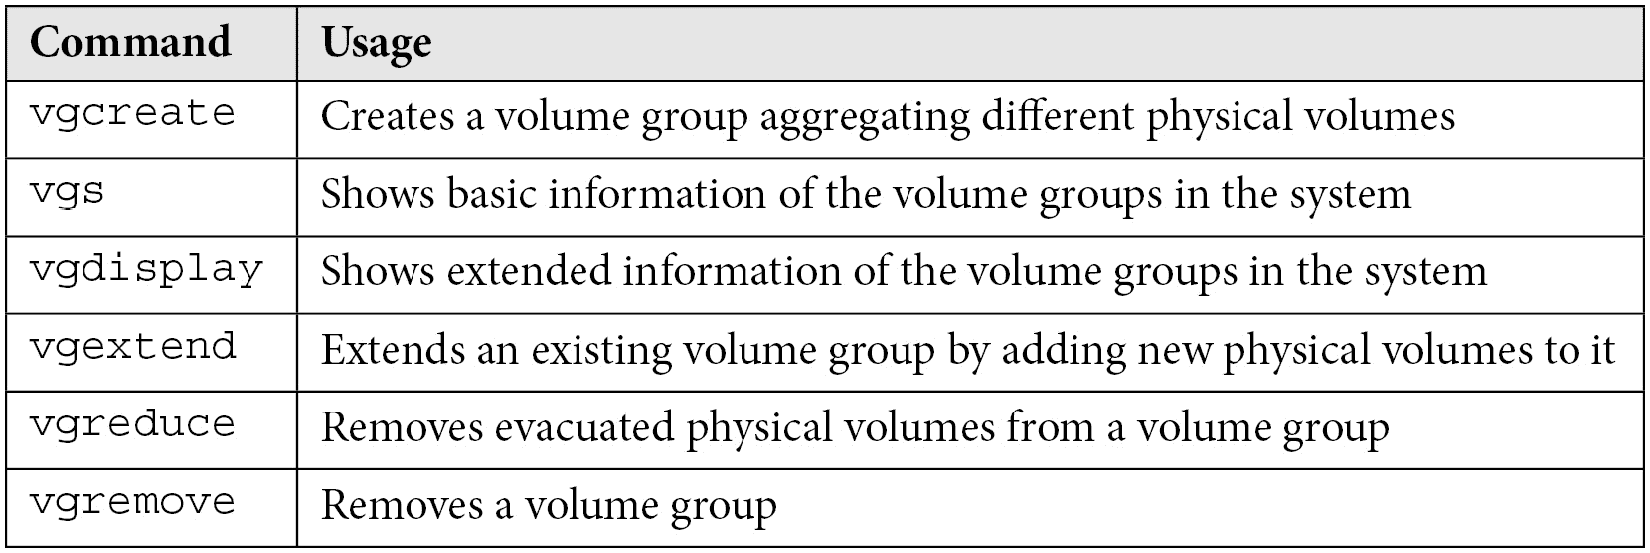 Command Usage
vgcreate Creates a volume group aggregating different physical volumes
vgs Shows basic information of the volume groups in the system
vgdisplay Shows extended information of the volume groups in the system
vgextend Extends an existing volume group by adding new physical volumes to it
vgreduce Removes evacuated physical volumes from a volume group
vgremove Removes a volume group